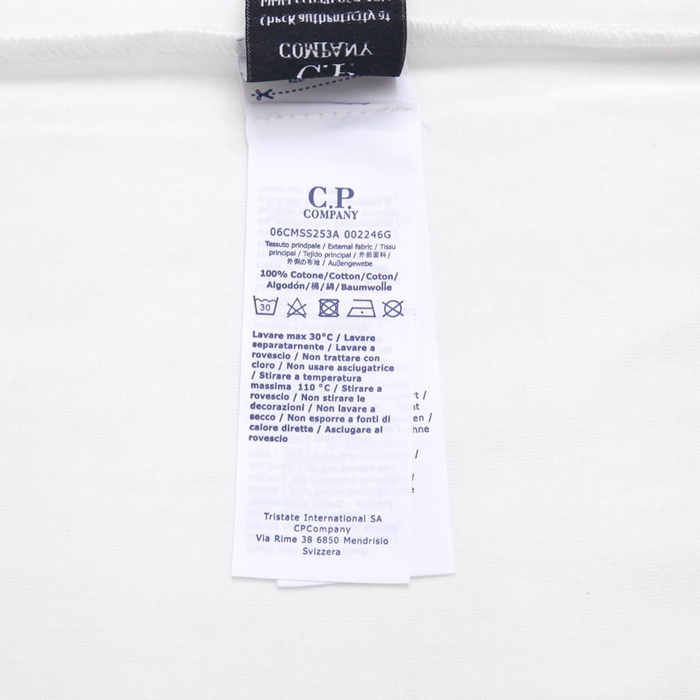 Check authenticity at
COMPANY
C.P.
C.P.
COMPANY
06CMSS253A 002246G
Tessuto principale / External fabric / Tissu
principal / Tejido principal / 外部面料 /
外側の布地 / Außengewebe
100% Cotone/Cotton/Coton/
Algodón/棉/綿/Baumwolle
30
Lavare max 30°C / Lavare
separatarnente / Lavare a
rovescio / Non trattare con
cloro / Non usare asciugatrice
/ Stirare a temperatura
massima 110 °C / Stirare a
rovescio / Non stirare le
decorazioni / Non lavare a
secco / Non esporre a fonti di
calore dirette / Asciugare al
rovescio
Tristate International SA
CPCompany
Via Rime 38 6850 Mendrisio
Svizzera